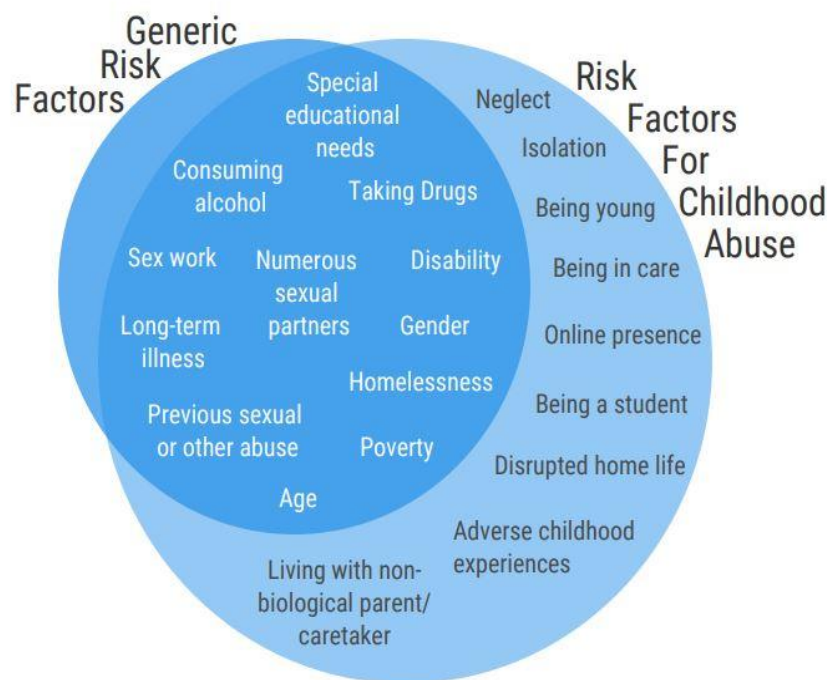 Generic
Risk
Factors
Special
educational
needs
Consuming
alcohol
Taking Drugs
Sex work
Numerous
sexual
partners
Disability
Long-term
illness
Gender
Homelessness
Previous sexual
or other abuse
Poverty
Age
Risk
Factors
For
Childhood
Abuse
Neglect
Isolation
Being young
Being in care
Online presence
Being a student
Disrupted home life
Adverse childhood
experiences
Living with non-
biological parent/
caretaker